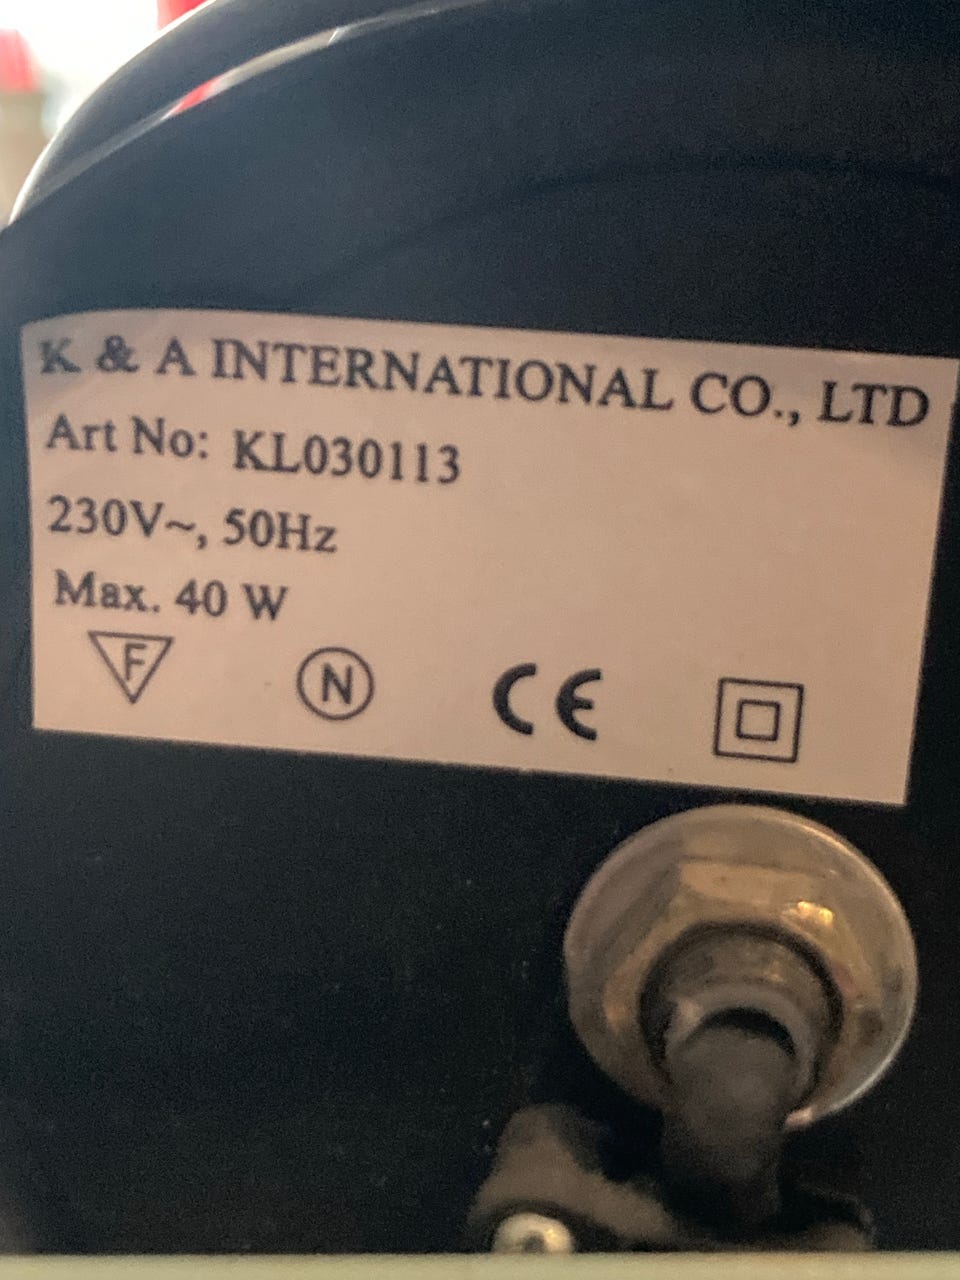 K & A INTERNATIONAL CO., LTD
Art No: KL030113
230V~, 50Hz
Max. 40 W
F N CE